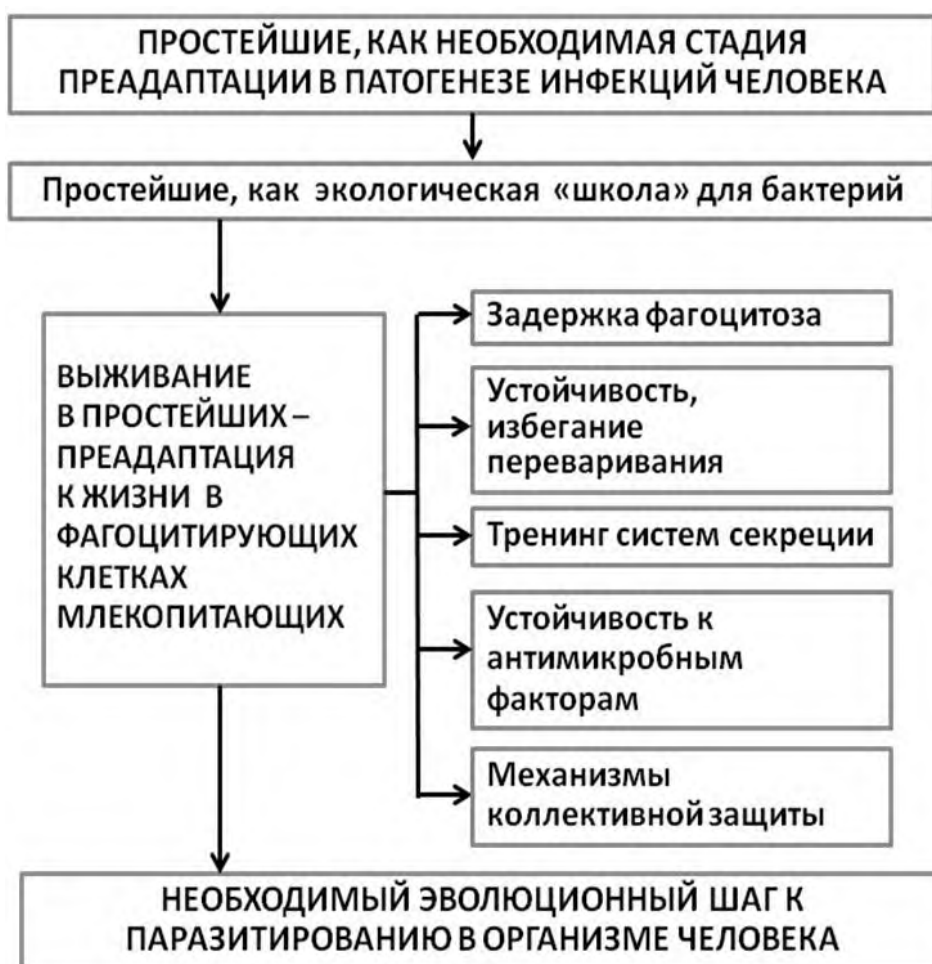 ПРОСТЕЙШИЕ, КАК НЕОБХОДИМАЯ СТАДИЯ
ПРЕАДАПТАЦИИ В ПАТОГЕНЕЗЕ ИНФЕКЦИЙ ЧЕЛОВЕКА
Простейшие, как экологическая «школа» для бактерий
ВЫЖИВАНИЕ
В ПРОСТЕЙШИХ –
ПРЕАДАПТАЦИЯ
К ЖИЗНИ В
ФАГОЦИТИРУЮЩИХ
КЛЕТКАХ
МЛЕКОПИТАЮЩИХ
Задержка фагоцитоза
Устойчивость,
избегание
переваривания
Тренинг систем секреции
Устойчивость к
антимикробным
факторам
Механизмы
коллективной защиты
НЕОБХОДИМЫЙ ЭВОЛЮЦИОННЫЙ ШАГ К
ПАРАЗИТИРОВАНИЮ В ОРГАНИЗМЕ ЧЕЛОВЕКА